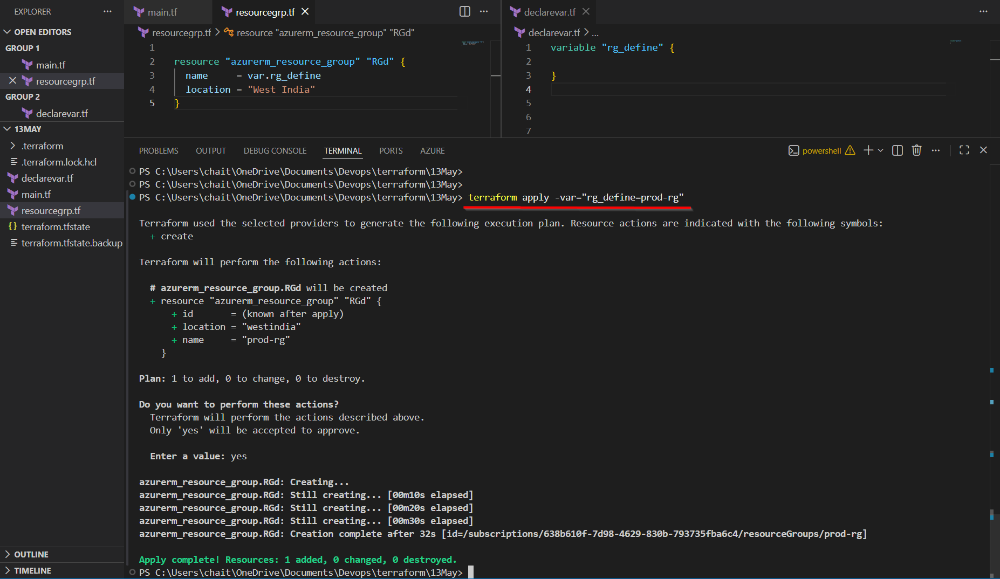 EXPLORER
OPEN EDITORS
GROUP 1
main.tf
resourcegrp.tf
GROUP 2
declarevar.tf
13MAY
.terraform
.terraform.lock.hcl
declarevar.tf
main.tf
resourcegrp.tf
terraform.tfstate
terraform.tfstate.backup
OUTLINE
TIMELINE
main.tf
resourcegrp.tf
resourcegrp.tf > resource "azurerm_resource_group" "RGd"
1
2 resource "azurerm_resource_group" "RGd" {
3 name     = var.rg_define
4 location = "West India"
5 }
declarevar.tf
declarevar.tf > ...
1 variable "rg_define" {
2
3 }
4
5
6
7
PROBLEMS OUTPUT DEBUG CONSOLE TERMINAL PORTS AZURE
powershell
PS C:\Users\chait\OneDrive\Documents\Devops\terraform\13May>
PS C:\Users\chait\OneDrive\Documents\Devops\terraform\13May>
PS C:\Users\chait\OneDrive\Documents\Devops\terraform\13May> terraform apply -var="rg_define=prod-rg"
Terraform used the selected providers to generate the following execution plan. Resource actions are indicated with the following symbols:
+ create
Terraform will perform the following actions:
# azurerm_resource_group.RGd will be created
+ resource "azurerm_resource_group" "RGd" {
+ id       = (known after apply)
+ location = "westindia"
+ name     = "prod-rg"
}
Plan: 1 to add, 0 to change, 0 to destroy.
Do you want to perform these actions?
Terraform will perform the actions described above.
Only 'yes' will be accepted to approve.
Enter a value: yes
azurerm_resource_group.RGd: Creating...
azurerm_resource_group.RGd: Still creating... [00m10s elapsed]
azurerm_resource_group.RGd: Still creating... [00m20s elapsed]
azurerm_resource_group.RGd: Still creating... [00m30s elapsed]
azurerm_resource_group.RGd: Creation complete after 32s [id=/subscriptions/638b610f-7d98-4629-830b-793735fba6c4/resourceGroups/prod-rg]
Apply complete! Resources: 1 added, 0 changed, 0 destroyed.
PS C:\Users\chait\OneDrive\Documents\Devops\terraform\13May>